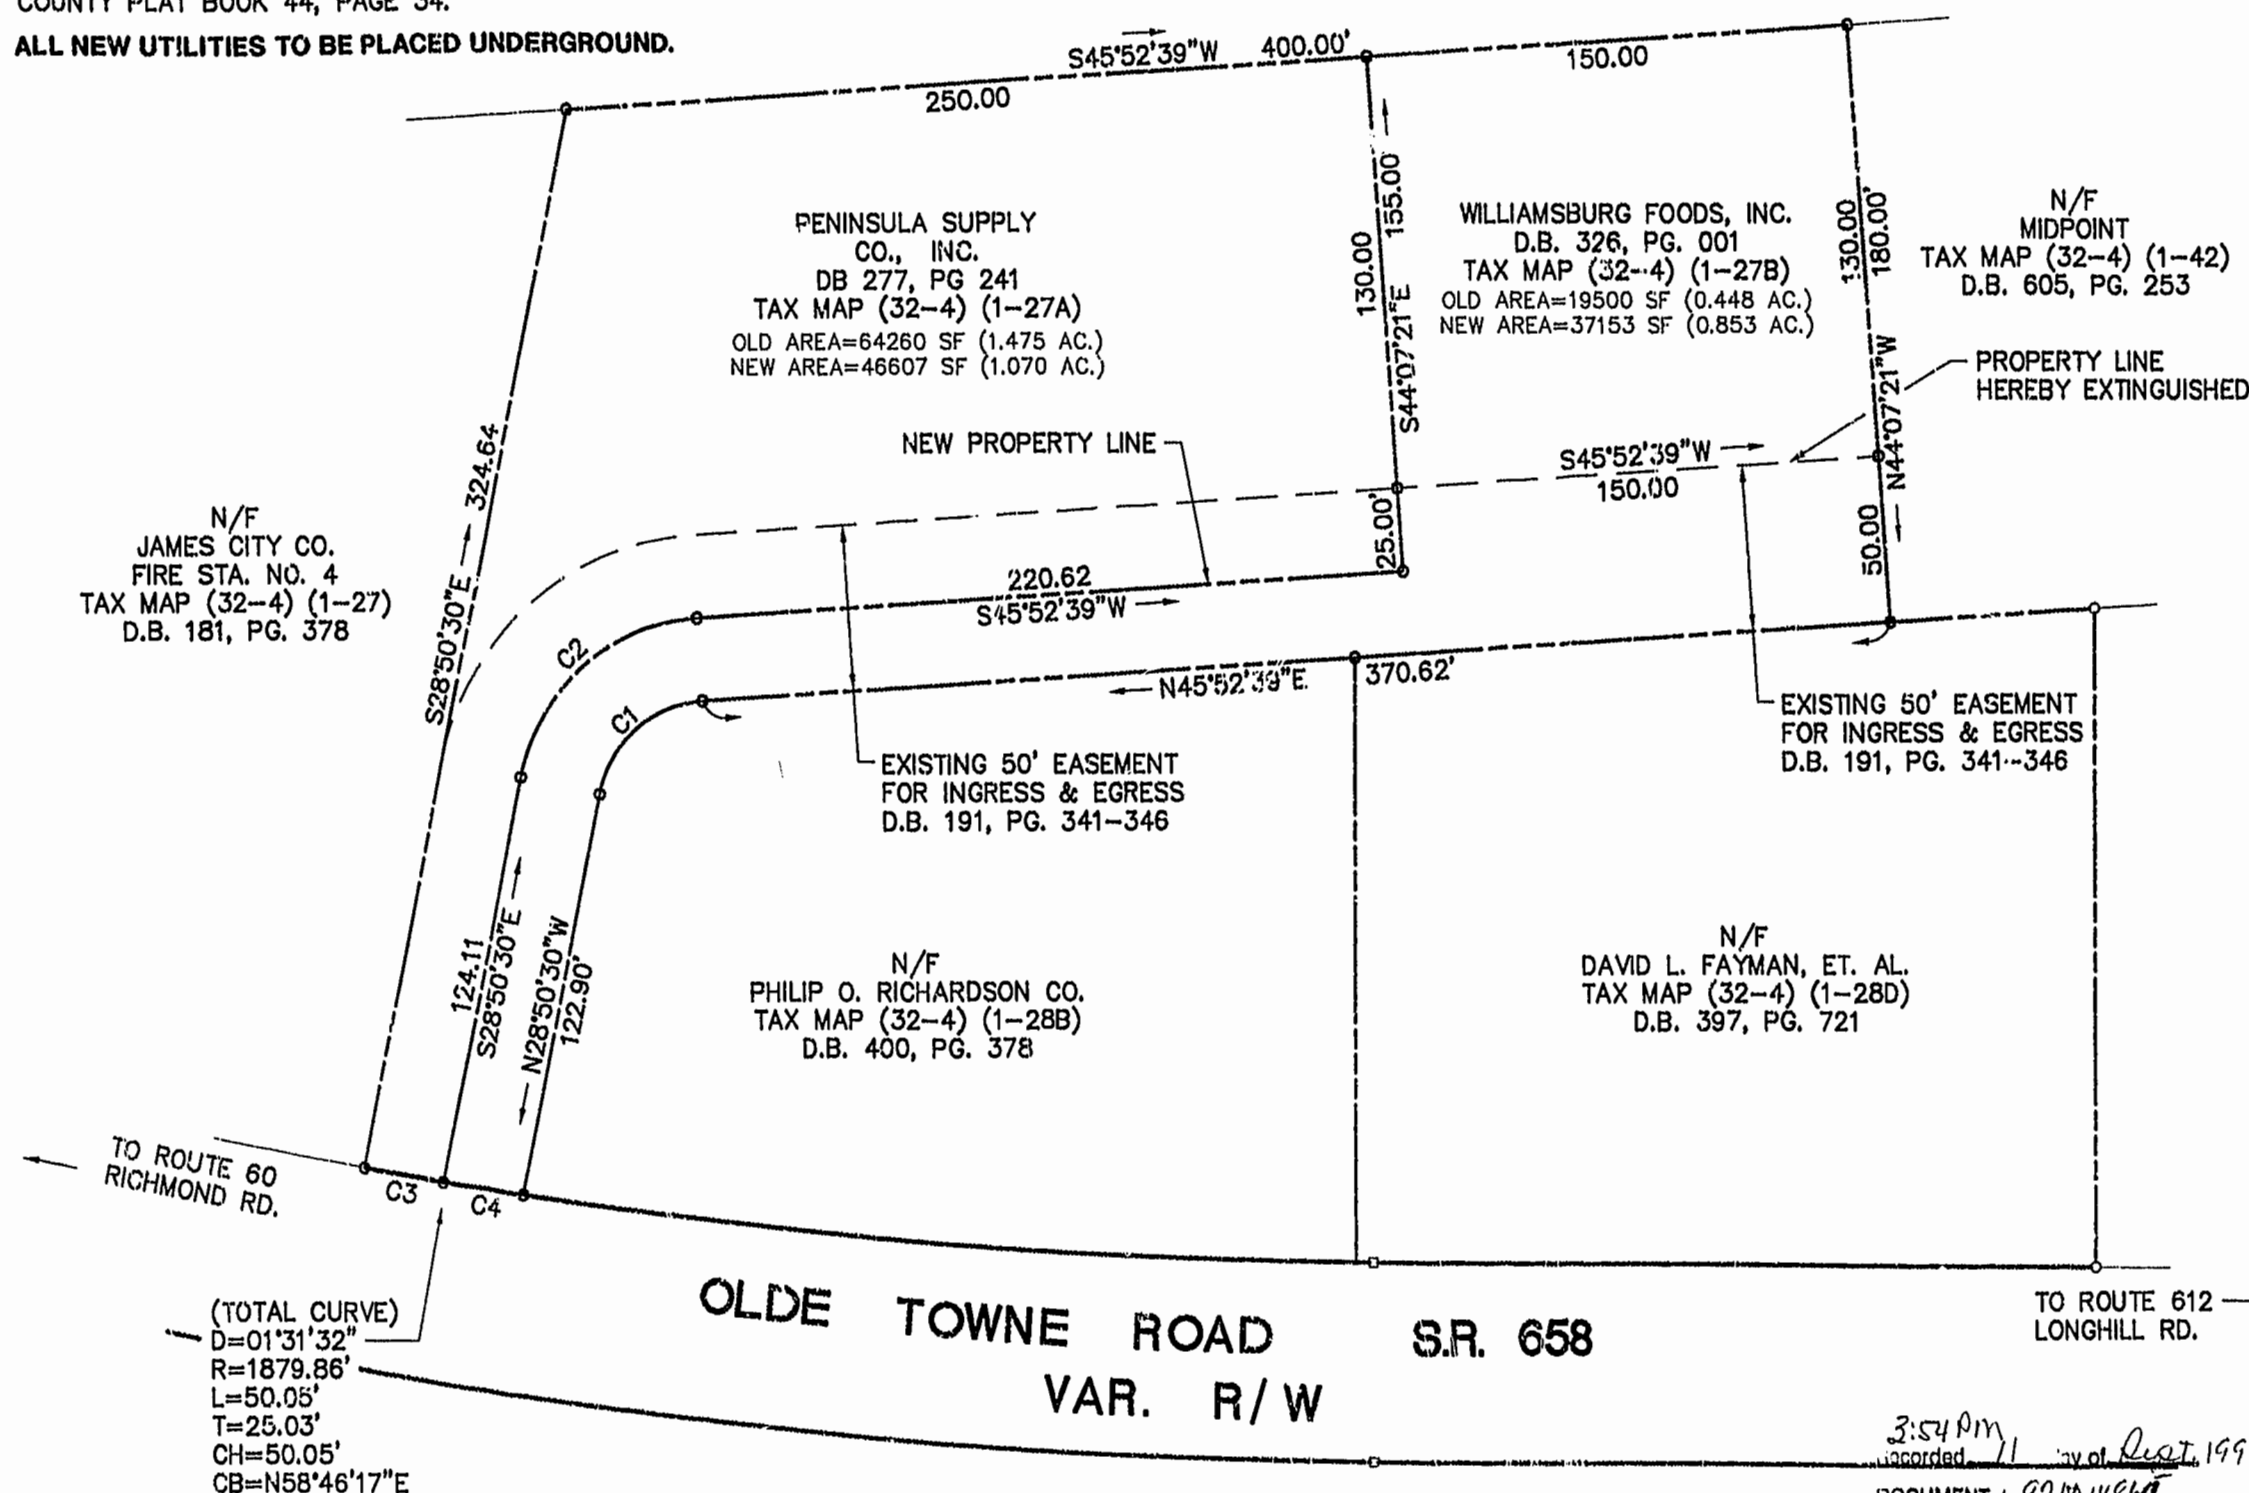 COUNTY PLAT BOOK 44, PAGE 34.
ALL NEW UTILITIES TO BE PLACED UNDERGROUND.
S45°52'39"W 400.00'
250.00
150.00
PENINSULA SUPPLY
CO., INC.
DB 277, PG 241
TAX MAP (32-4) (1-27A)
OLD AREA=64260 SF (1.475 AC.)
NEW AREA=46607 SF (1.070 AC.)
130.00
S44°07'21"E 155.00
WILLIAMSBURG FOODS, INC.
D.B. 326, PG. 001
TAX MAP (32-4) (1-27B)
OLD AREA=19500 SF (0.448 AC.)
NEW AREA=37153 SF (0.853 AC.)
130.00
N44°07'21"W 180.00'
N/F
MIDPOINT
TAX MAP (32-4) (1-42)
D.B. 605, PG. 253
PROPERTY LINE
HEREBY EXTINGUISHED
NEW PROPERTY LINE
S45°52'39"W
150.00
S28°50'30"E 324.64
N/F
JAMES CITY CO.
FIRE STA. NO. 4
TAX MAP (32-4) (1-27)
D.B. 181, PG. 378
25.00'
50.00
220.62
S45°52'39"W
C2
C1
N45°52'39"E
370.62'
EXISTING 50' EASEMENT
FOR INGRESS & EGRESS
D.B. 191, PG. 341-346
EXISTING 50' EASEMENT
FOR INGRESS & EGRESS
D.B. 191, PG. 341-346
124.11
S28°50'30"E
N28°50'30"W
122.90'
N/F
PHILIP O. RICHARDSON CO.
TAX MAP (32-4) (1-28B)
D.B. 400, PG. 378
N/F
DAVID L. FAYMAN, ET. AL.
TAX MAP (32-4) (1-28D)
D.B. 397, PG. 721
TO ROUTE 60
RICHMOND RD.
C3
C4
(TOTAL CURVE)
D=01°31'32"
R=1879.86'
L=50.05'
T=25.03'
CH=50.05'
CB=N58°46'17"E
OLDE TOWNE ROAD S.R. 658
VAR. R/W
TO ROUTE 612
LONGHILL RD.
3:54 PM
11 of Sept, 199